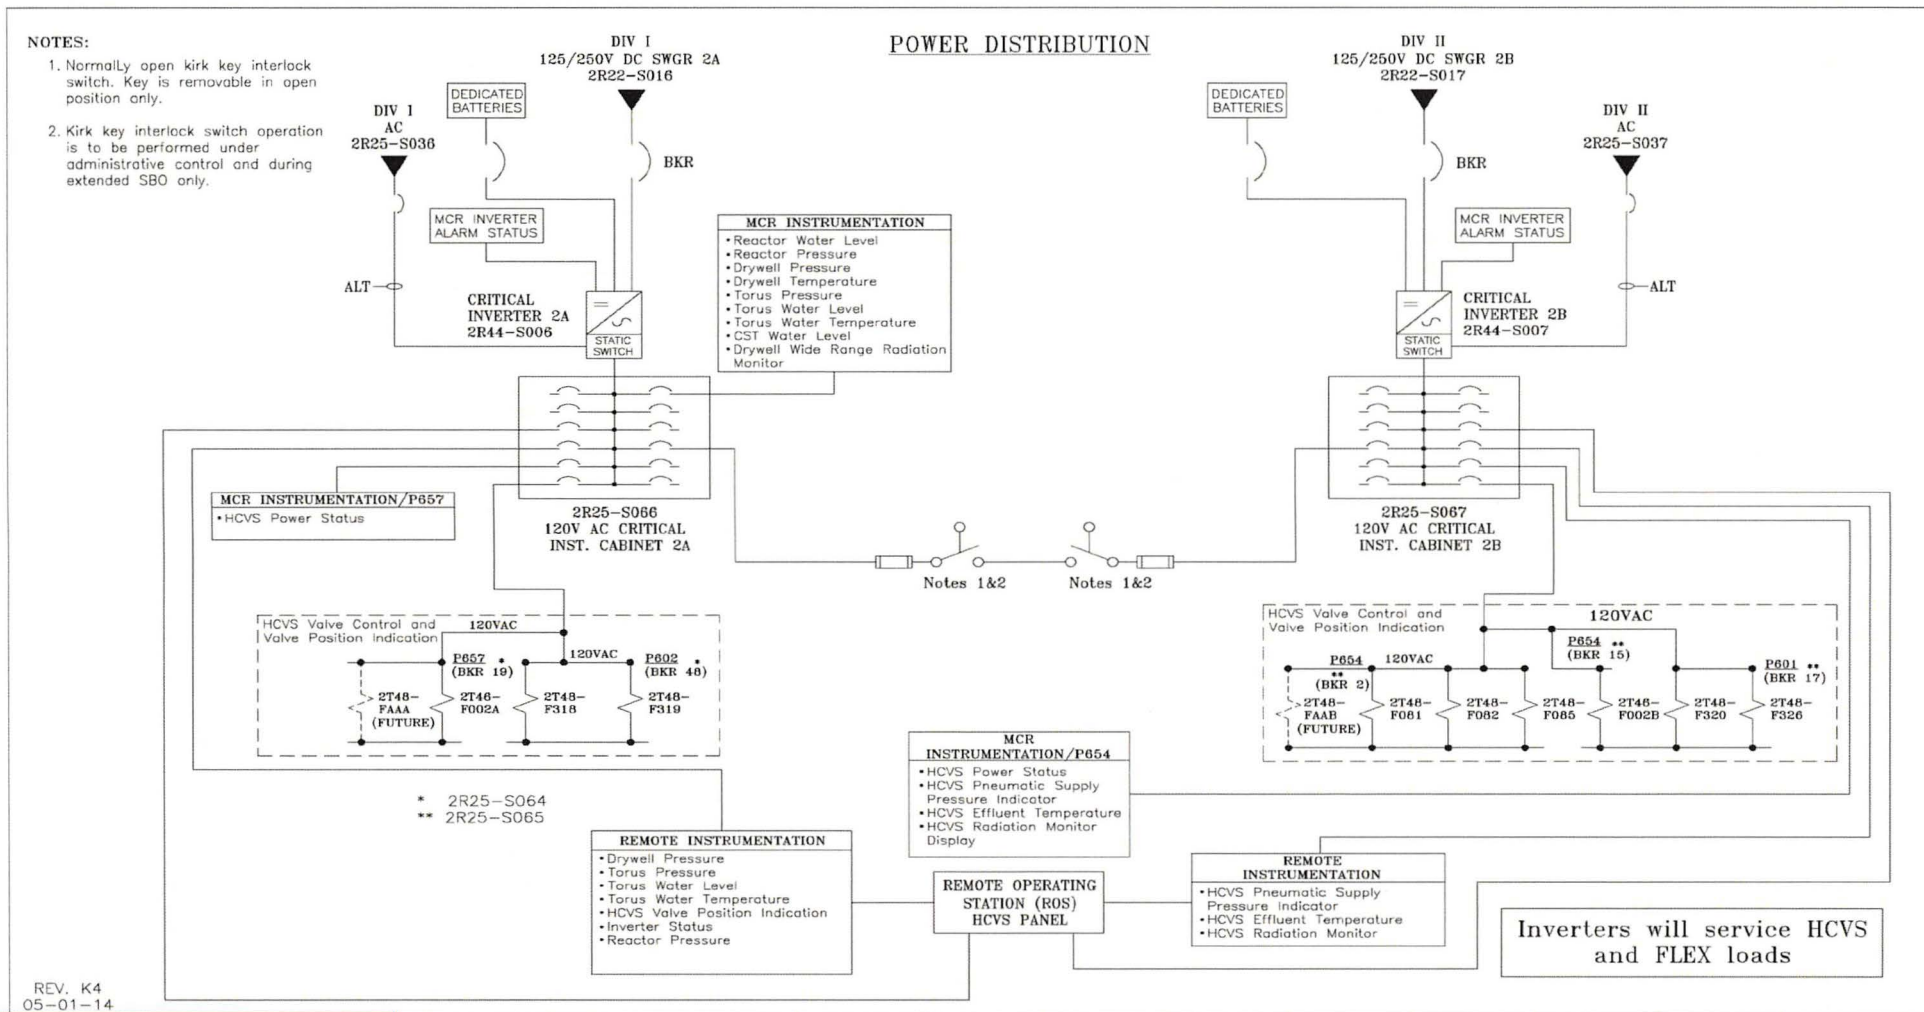 POWER DISTRIBUTION
NOTES:
1. NormalLy open kirk key interlock
switch. Key is removable in open
position only.
2. Kirk key interlock switch operation
is to be performed under
administrative control and during
extended SBO only.
DIV I
AC
2R25-S036
DEDICATED
BATTERIES
DIV I
125/250V DC SWGR 2A
2R22-S016
BKR
MCR INVERTER
ALARM STATUS
ALT
CRITICAL
INVERTER 2A
2R44-S006
STATIC
SWITCH
MCR INSTRUMENTATION
•Reactor Water Level
•Reactor Pressure
•Drywell Pressure
•Drywell Temperature
•Torus Pressure
•Torus Water Level
•Torus Water Temperature
•CST Water Level
•Drywell Wide Range Radiation
Monitor
DEDICATED
BATTERIES
DIV II
125/250V DC SWGR 2B
2R22-S017
BKR
DIV II
AC
2R25-S037
MCR INVERTER
ALARM STATUS
ALT
CRITICAL
INVERTER 2B
2R44-S007
STATIC
SWITCH
MCR INSTRUMENTATION/P657
•HCVS Power Status
2R25-S066
120V AC CRITICAL
INST. CABINET 2A
2R25-S067
120V AC CRITICAL
INST. CABINET 2B
Notes 1&2
Notes 1&2
HCVS Valve Control and
Valve Position Indication
120VAC
120VAC
P657 *
(BKR 19)
P602 *
(BKR 48)
2T48-
FAAA
(FUTURE)
2T46-
F002A
2T48-
F318
2T48-
F319
HCVS Valve Control and
Valve Position Indication
120VAC
P654 **
(BKR 15)
P654
**
(BKR 2)
120VAC
P601 **
(BKR 17)
2T48-
FAAB
(FUTURE)
2T48-
F081
2T48-
F082
2T48-
F085
2T46-
F002B
2T48-
F320
2T48-
F326
* 2R25-S064
** 2R25-S065
MCR
INSTRUMENTATION/P654
•HCVS Power Status
•HCVS Pneumatic Supply
Pressure Indicator
•HCVS Effluent Temperature
•HCVS Radiation Monitor
Display
REMOTE INSTRUMENTATION
•Drywell Pressure
•Torus Pressure
•Torus Water Level
•Torus Water Temperature
•HCVS Valve Position Indication
•Inverter Status
•Reactor Pressure
REMOTE OPERATING
STATION (ROS)
HCVS PANEL
REMOTE
INSTRUMENTATION
•HCVS Pneumatic Supply
Pressure Indicator
•HCVS Effluent Temperature
•HCVS Radiation Monitor
Inverters will service HCVS
and FLEX loads
REV. K4
05-01-14